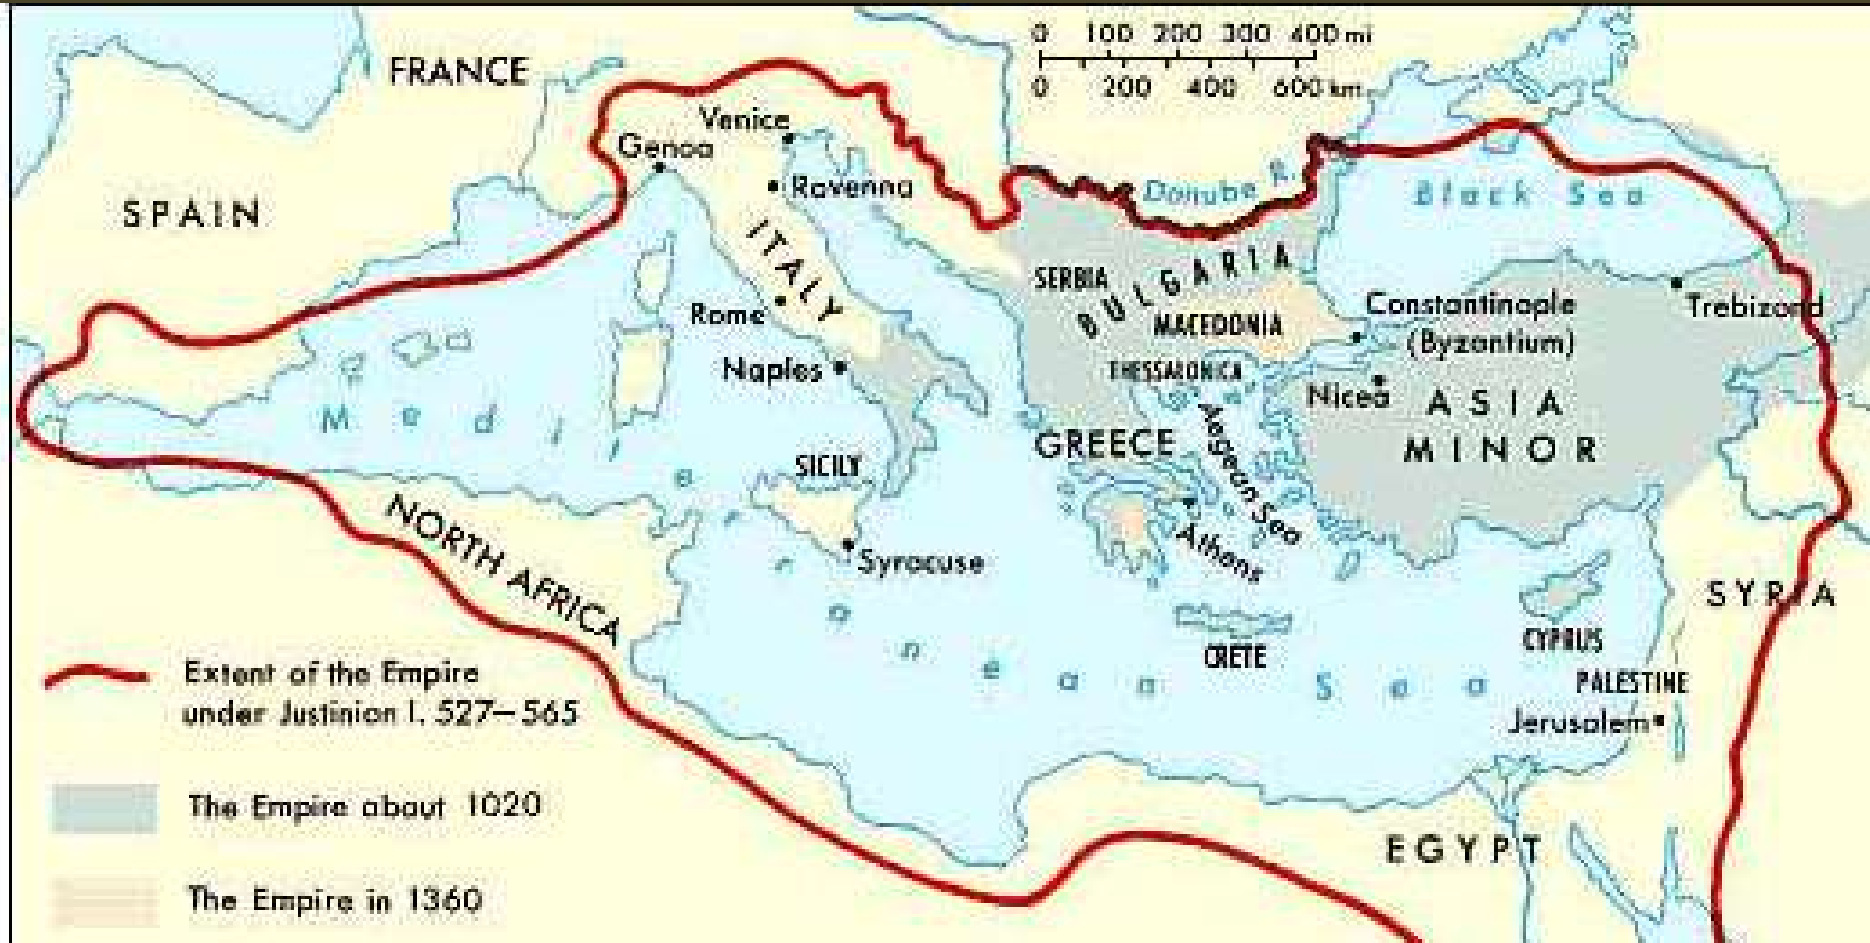 0 100 200 300 400 mi
0 200 400 600 km
FRANCE
Venice
Genoa
Ravenna
Danube R.
Black Sea
SPAIN
ITALY
SERBIA
BULGARIA
Rome
MACEDONIA
Constantinople
(Byzantium)
Trebizond
Naples
THESSALONICA
Nicea
ASIA
MINOR
Mediterranean Sea
GREECE
Aegean Sea
SICILY
NORTH AFRICA
Athens
Syracuse
SYRIA
CRETE
CYPRUS
PALESTINE
Jerusalem
EGYPT
Extent of the Empire
under Justinion I. 527–565
The Empire about 1020
The Empire in 1360